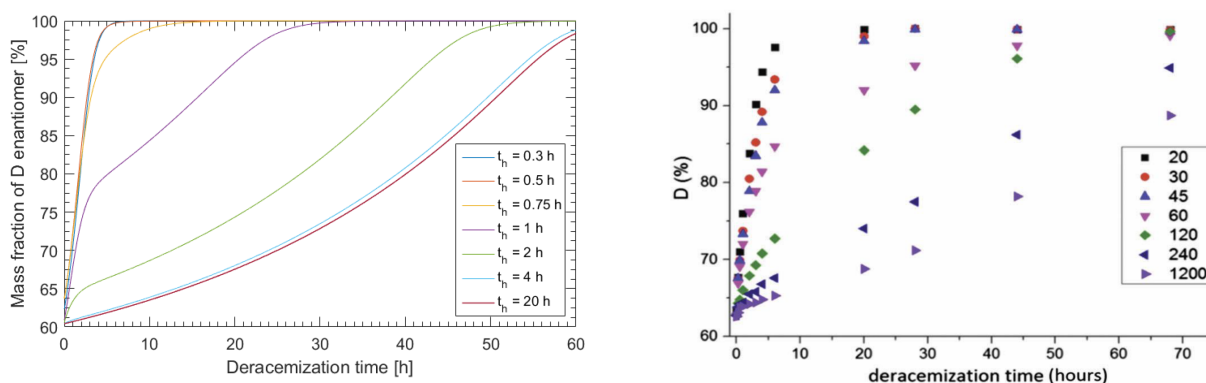 Mass fraction of D enantiomer [%]
100
95
90
85
80
75
70
65
60
0 10 20 30 40 50 60
Deracemization time [h]
t_h = 0.3 h
t_h = 0.5 h
t_h = 0.75 h
t_h = 1 h
t_h = 2 h
t_h = 4 h
t_h = 20 h
D (%)
100
90
80
70
60
0 10 20 30 40 50 60 70
deracemization time (hours)
20
30
45
60
120
240
1200